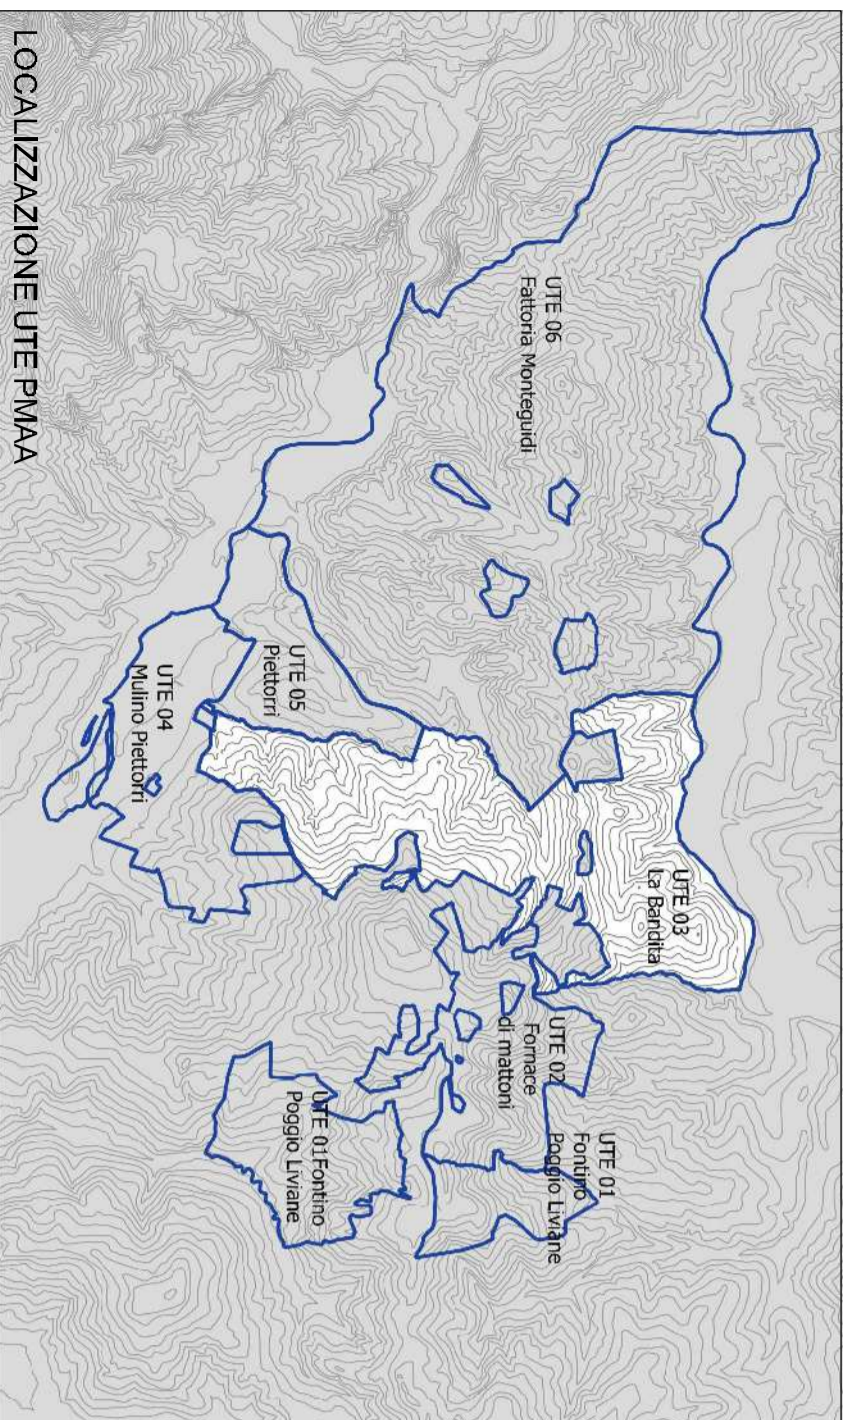 LOCALIZZAZIONE UTE PMAA
UTE 06
Fattoria Monteguidi
UTE 05
Piettorri
UTE 04
Mulino Piettorri
UTE 03
La Bandita
UTE 02
Fornace
di mattoni
UTE 01
Fontino
Poggio Liviane
UTE 01Fontino
Poggio Liviane